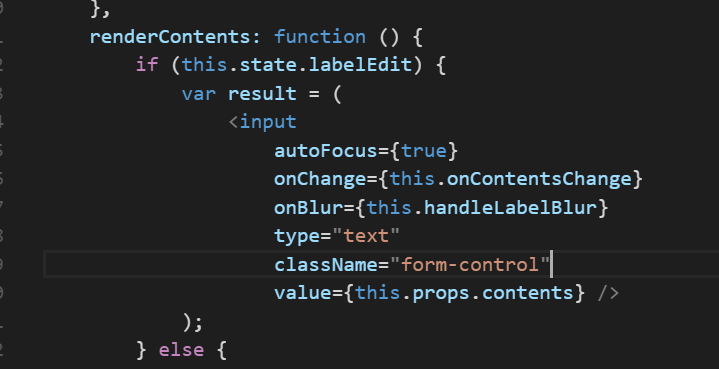 },
renderContents: function () {
if (this.state.labelEdit) {
var result = (
<input
autoFocus={true}
onChange={this.onContentsChange}
onBlur={this.handleLabelBlur}
type="text"
className="form-control"
value={this.props.contents} />
);
} else {